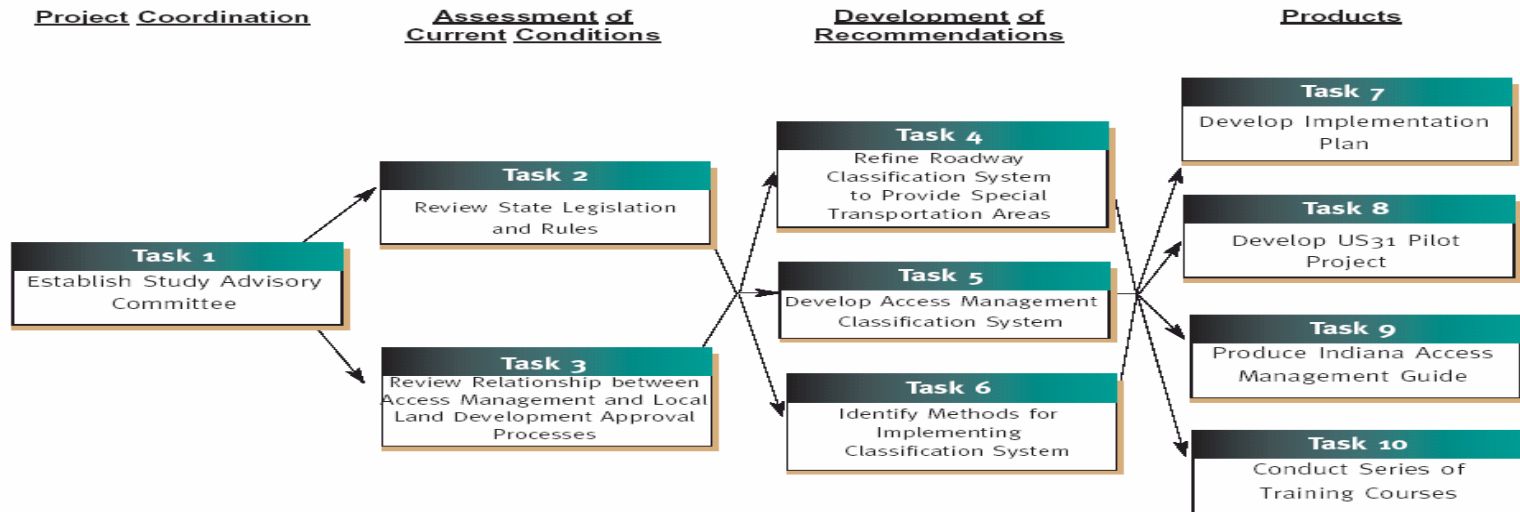 Project Coordination
Assessment of
Current Conditions
Development of
Recommendations
Products
Task 1
Establish Study Advisory
Committee
Task 2
Review State Legislation
and Rules
Task 3
Review Relationship between
Access Management and Local
Land Development Approval
Processes
Task 4
Refine Roadway
Classification System
to Provide Special
Transportation Areas
Task 5
Develop Access Management
Classification System
Task 6
Identify Methods for
Implementing
Classification System
Task 7
Develop Implementation
Plan
Task 8
Develop US31 Pilot
Project
Task 9
Produce Indiana Access
Management Guide
Task 10
Conduct Series of
Training Courses